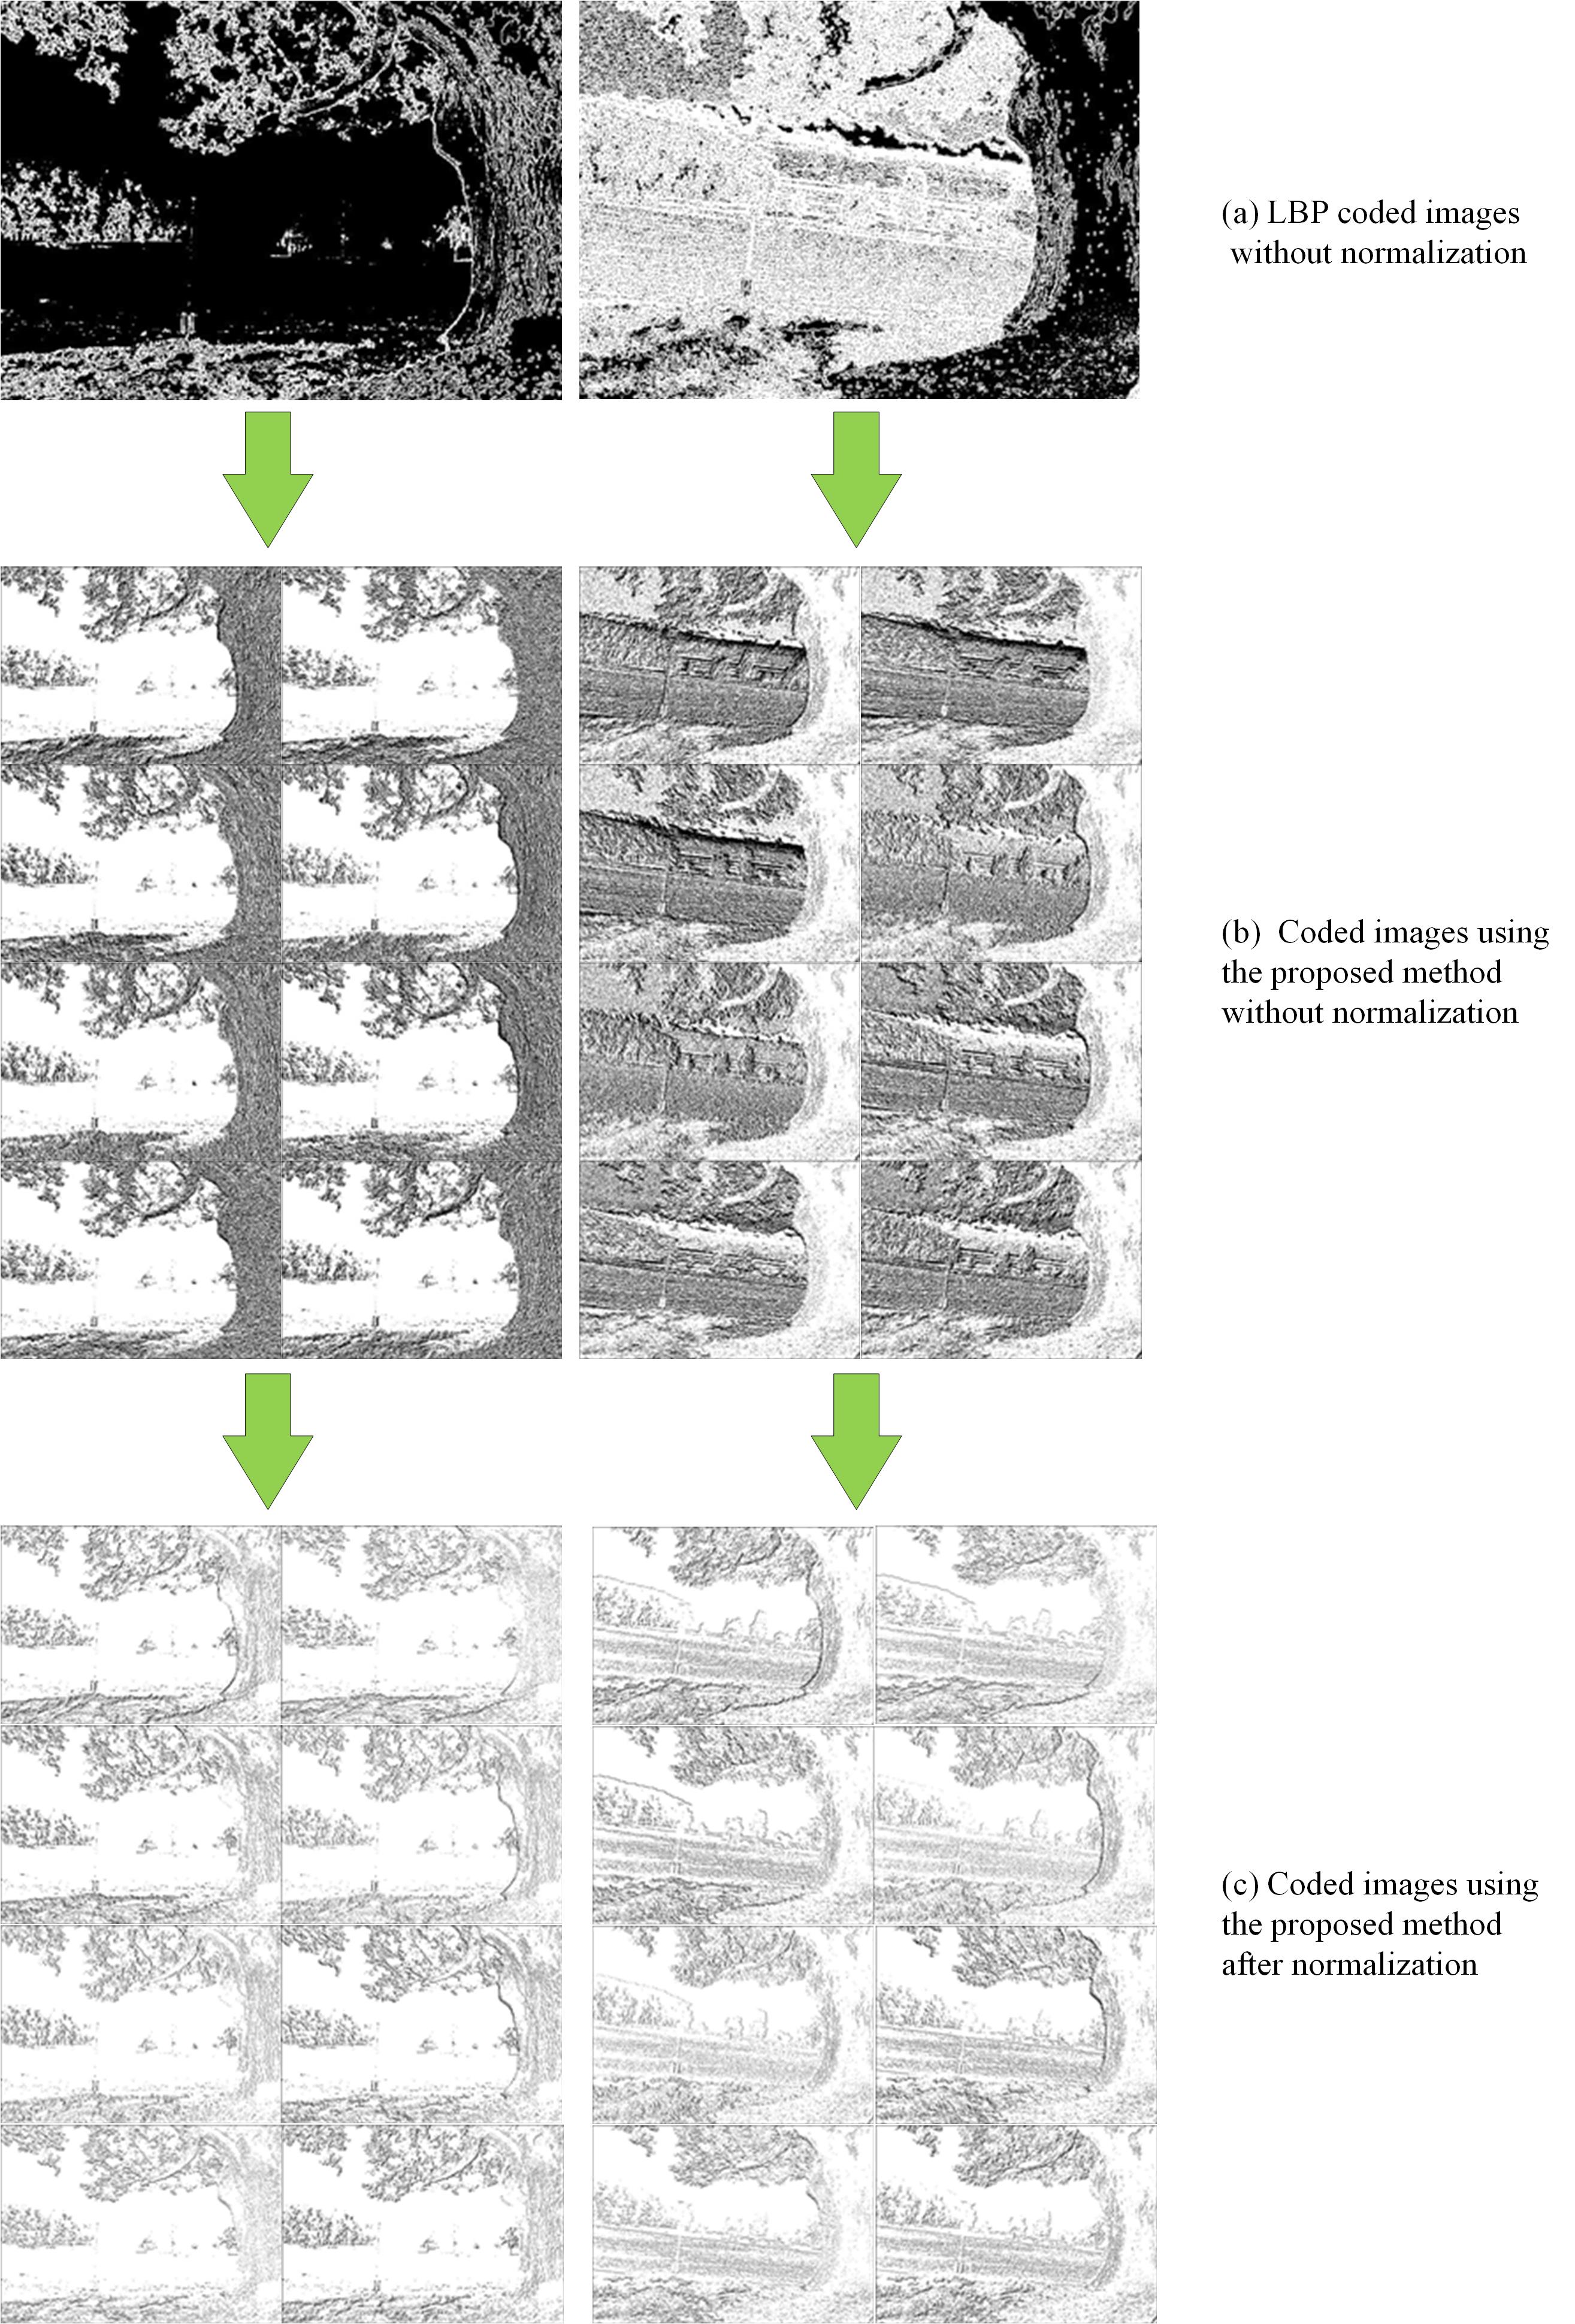 (a) LBP coded images
without normalization
(b) Coded images using
the proposed method
without normalization
(c) Coded images using
the proposed method
after normalization